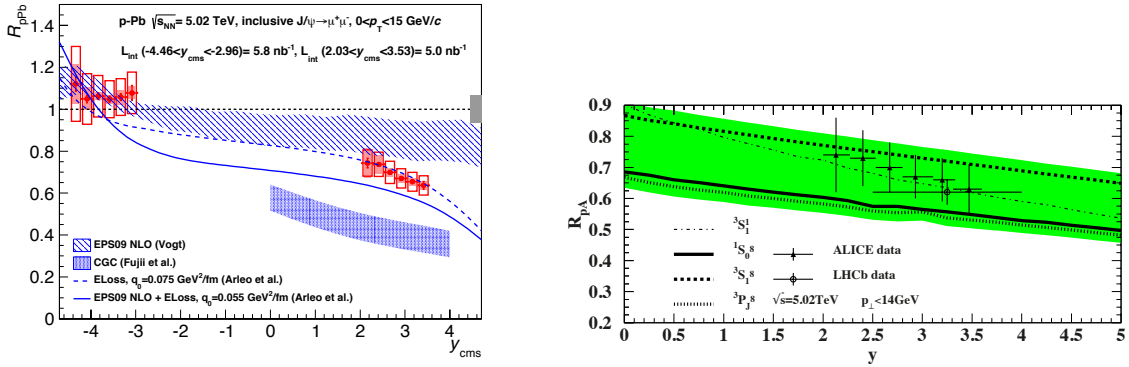 p-Pb √s_NN= 5.02 TeV, inclusive J/ψ→μ⁺μ⁻, 0<p_T<15 GeV/c
L_int (-4.46<y_cms<-2.96)= 5.8 nb⁻¹, L_int (2.03<y_cms<3.53)= 5.0 nb⁻¹
R_pPb
1.4
1.2
1
0.8
0.6
0.4
0.2
0
EPS09 NLO (Vogt)
CGC (Fujii et al.)
ELoss, q₀=0.075 GeV²/fm (Arleo et al.)
EPS09 NLO + ELoss, q₀=0.055 GeV²/fm (Arleo et al.)
-4 -3 -2 -1 0 1 2 3 4
y_cms
R_pA
0.9
0.8
0.7
0.6
0.5
0.4
0.3
0.2
³S₁¹
¹S₀⁸ ALICE data
³S₁⁸ LHCb data
³P_J⁸ √s=5.02TeV p_⊥<14GeV
0 0.5 1 1.5 2 2.5 3 3.5 4 4.5 5
y